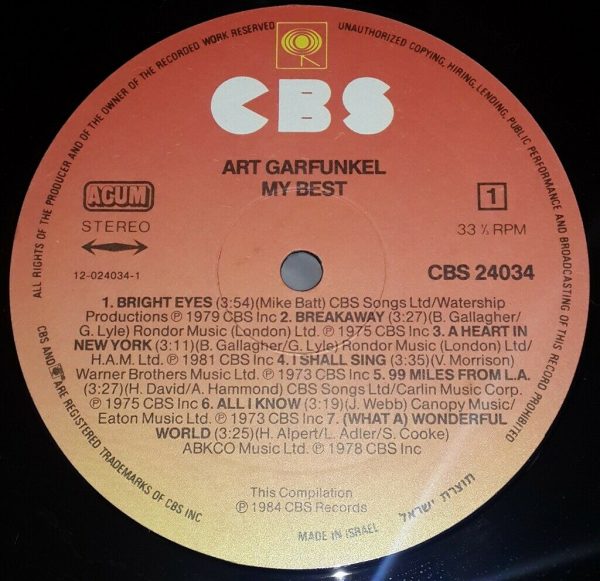 ALL RIGHTS OF THE PRODUCER AND OF THE OWNER OF THE RECORDED WORK RESERVED
UNAUTHORIZED COPYING, HIRING, LENDING, PUBLIC PERFORMANCE AND BROADCASTING OF THIS RECORD PROHIBITED
CBS
ART GARFUNKEL
MY BEST
ACUM
1
STEREO
33 ⅓ RPM
12-024034-1
CBS 24034
1. BRIGHT EYES (3:54)(Mike Batt) CBS Songs Ltd/Watership
Productions ℗ 1979 CBS Inc 2. BREAKAWAY (3:27)(B. Gallagher/
G. Lyle) Rondor Music (London) Ltd. ℗ 1975 CBS Inc 3. A HEART IN
NEW YORK (3:11)(B. Gallagher/G. Lyle) Rondor Music (London) Ltd/
H.A.M. Ltd. ℗ 1981 CBS Inc 4. I SHALL SING (3:35)(V. Morrison)
Warner Brothers Music Ltd. ℗ 1973 CBS Inc 5. 99 MILES FROM L.A.
(3:27)(H. David/A. Hammond) CBS Songs Ltd/Carlin Music Corp.
℗ 1975 CBS Inc 6. ALL I KNOW (3:19)(J. Webb) Canopy Music/
Eaton Music Ltd. ℗ 1973 CBS Inc 7. (WHAT A) WONDERFUL
WORLD (3:25)(H. Alpert/L. Adler/S. Cooke)
ABKCO Music Ltd. ℗ 1978 CBS Inc
This Compilation
℗ 1984 CBS Records
CBS AND ARE REGISTERED TRADEMARKS OF CBS INC
MADE IN ISRAEL
תוצרת ישראל